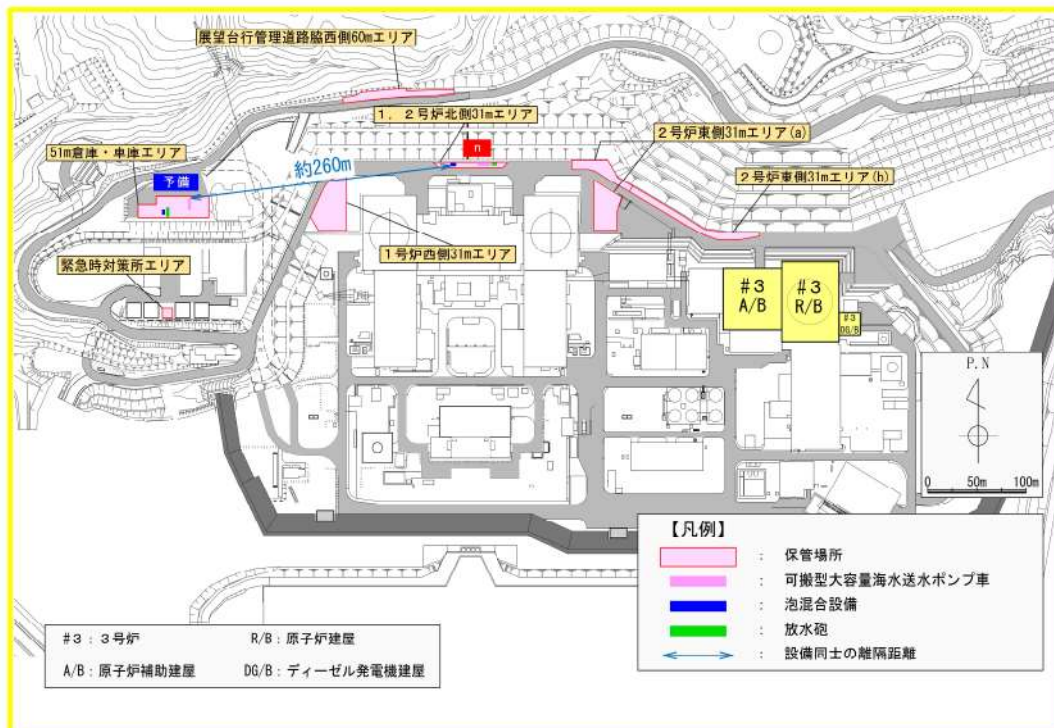 展望台行管理道路脇西側60mエリア
1．2号炉北側31mエリア
2号炉東側31mエリア(a)
51m倉庫・車庫エリア
n
約260m
予備
2号炉東側31mエリア(h)
1号炉西側31mエリア
緊急時対策所エリア
#3
A/B
#3
R/B
#3
DG/B
P.N
0 50m 100m
【凡例】
： 保管場所
： 可搬型大容量海水送水ポンプ車
： 泡混合設備
： 放水砲
： 設備同士の離隔距離
#3：3号炉 R/B：原子炉建屋
A/B：原子炉補助建屋 DG/B：ディーゼル発電機建屋